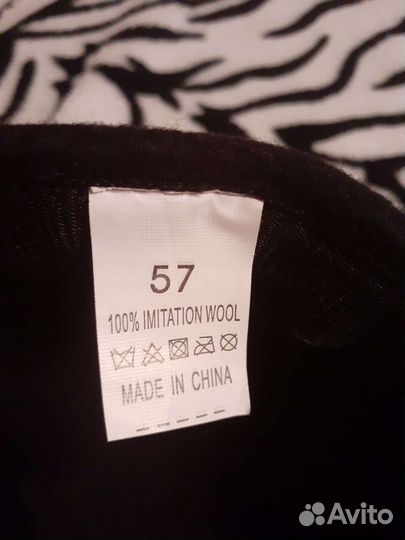 57
100% IMITATION WOOL
MADE IN CHINA
Avito